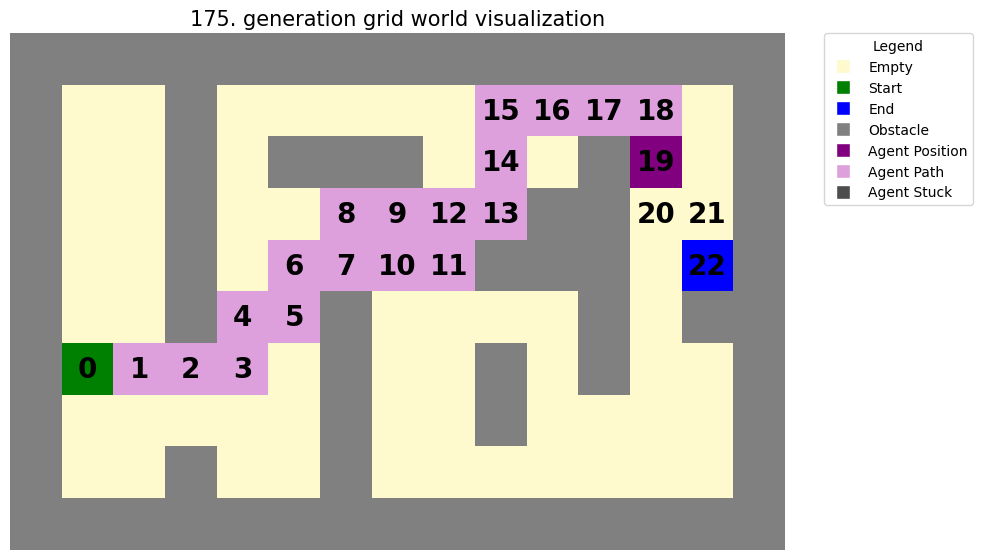 175. generation grid world visualization
15 16 17 18
14 19
8 9 12 13 20 21
6 7 10 11 22
4 5
0 1 2 3
Legend
Empty
Start
End
Obstacle
Agent Position
Agent Path
Agent Stuck